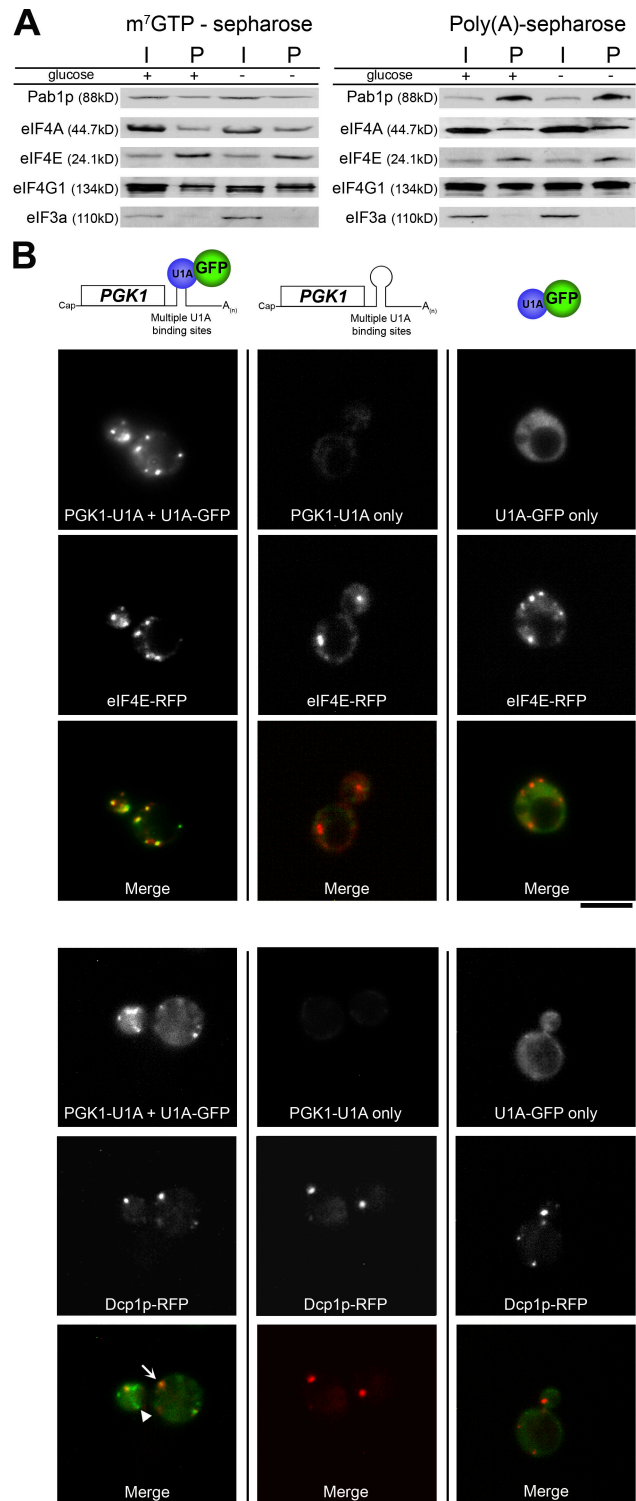 A
m⁷GTP - sepharose
I P I P
glucose + + - -
Pab1p (88kD)
eIF4A (44.7kD)
eIF4E (24.1kD)
eIF4G1 (134kD)
eIF3a (110kD)
Poly(A)-sepharose
I P I P
glucose + + - -
Pab1p (88kD)
eIF4A (44.7kD)
eIF4E (24.1kD)
eIF4G1 (134kD)
eIF3a (110kD)
B
U1A GFP
Cap PGK1 A(n)
Multiple U1A
binding sites
Cap PGK1 A(n)
Multiple U1A
binding sites
U1A GFP
PGK1-U1A + U1A-GFP
PGK1-U1A only
U1A-GFP only
eIF4E-RFP
eIF4E-RFP
eIF4E-RFP
Merge
Merge
Merge
PGK1-U1A + U1A-GFP
PGK1-U1A only
U1A-GFP only
Dcp1p-RFP
Dcp1p-RFP
Dcp1p-RFP
Merge
Merge
Merge